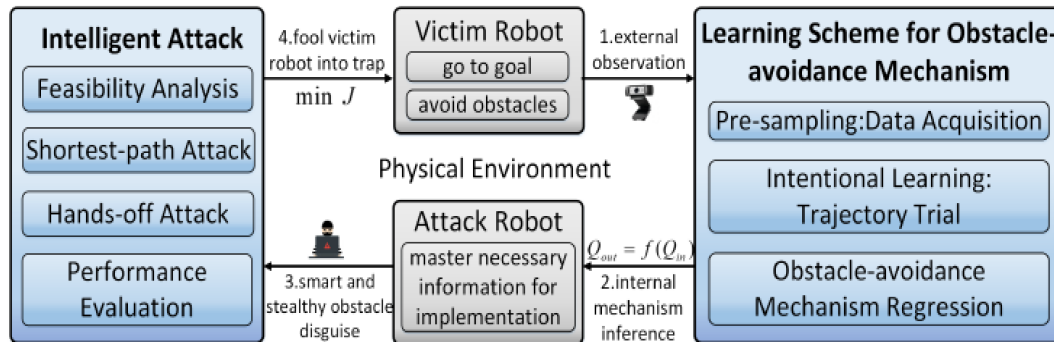 Intelligent Attack
Feasibility Analysis
Shortest-path Attack
Hands-off Attack
Performance
Evaluation
4.fool victim
robot into trap
min J
Victim Robot
go to goal
avoid obstacles
1.external
observation
Physical Environment
Attack Robot
master necessary
information for
implementation
3.smart and
stealthy obstacle
disguise
Q_out = f(Q_in)
2.internal
mechanism
inference
Learning Scheme for Obstacle-
avoidance Mechanism
Pre-sampling:Data Acquisition
Intentional Learning:
Trajectory Trial
Obstacle-avoidance
Mechanism Regression